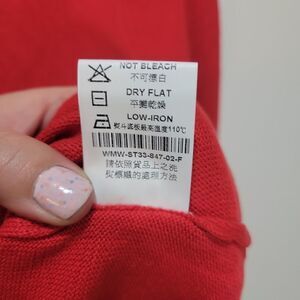 NOT BLEACH
不可漂白
DRY FLAT
平攤乾燥
LOW-IRON
熨斗底板最高溫度110℃
WMW-ST33-847-02-F
請依照貨品上之洗
熨標纖的處理方法